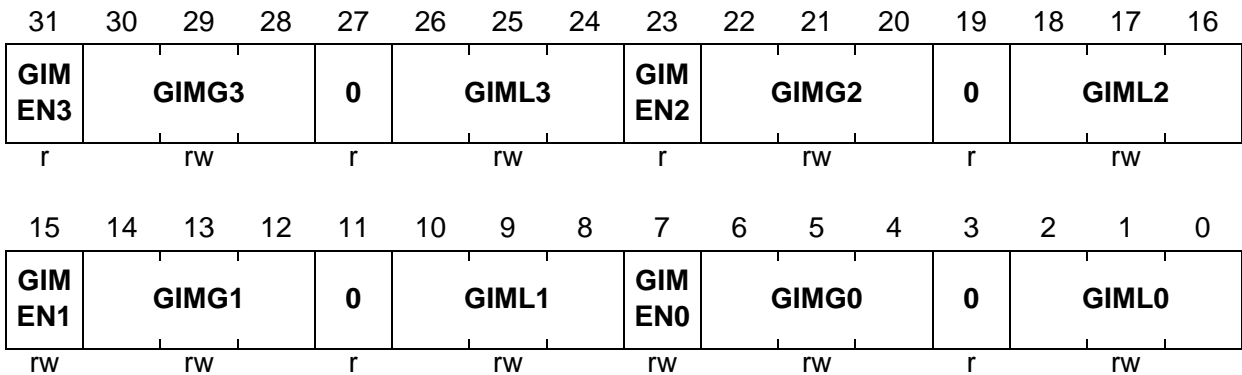 31 30 29 28 27 26 25 24 23 22 21 20 19 18 17 16
GIM EN3 GIMG3 0 GIML3 GIM EN2 GIMG2 0 GIML2
r rw r rw r rw r rw
15 14 13 12 11 10 9 8 7 6 5 4 3 2 1 0
GIM EN1 GIMG1 0 GIML1 GIM EN0 GIMG0 0 GIML0
rw rw r rw rw rw r rw